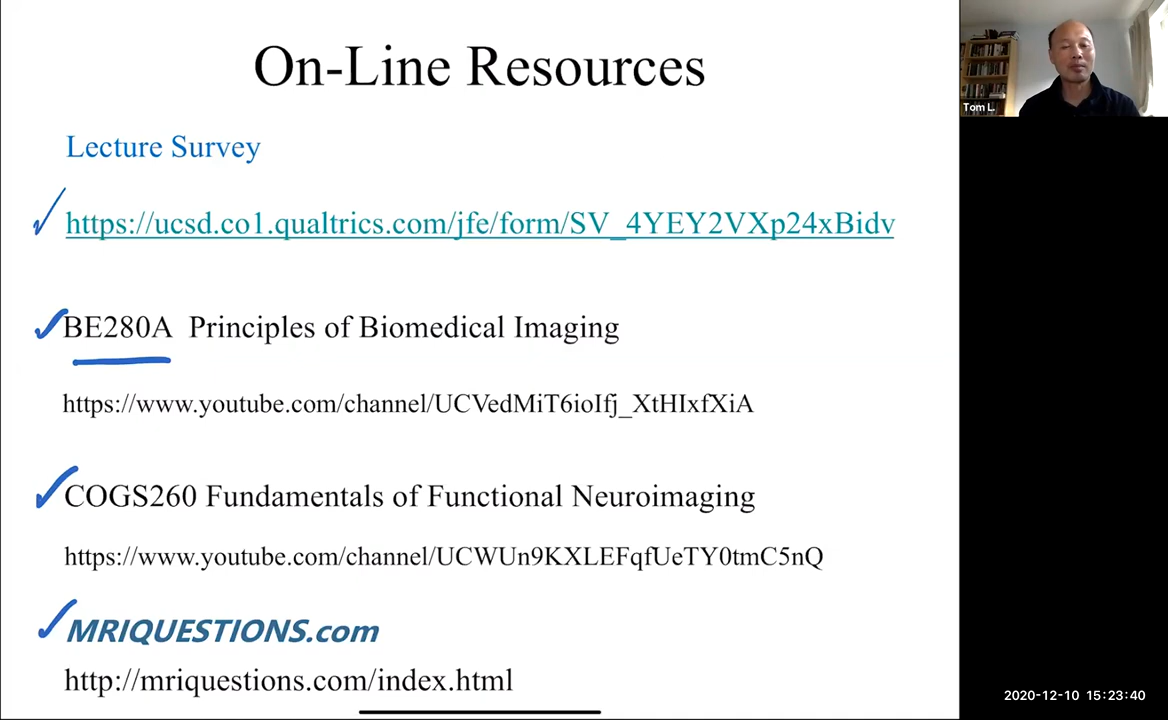 On-Line Resources
Tom L.
Lecture Survey
https://ucsd.co1.qualtrics.com/jfe/form/SV_4YEY2VXp24xBidv
BE280A Principles of Biomedical Imaging
https://www.youtube.com/channel/UCVedMiT6ioIfj_XtHIxfXiA
COGS260 Fundamentals of Functional Neuroimaging
https://www.youtube.com/channel/UCWUn9KXLEFqfUeTY0tmC5nQ
MRIQUESTIONS.com
http://mriquestions.com/index.html
2020-12-10 15:23:40